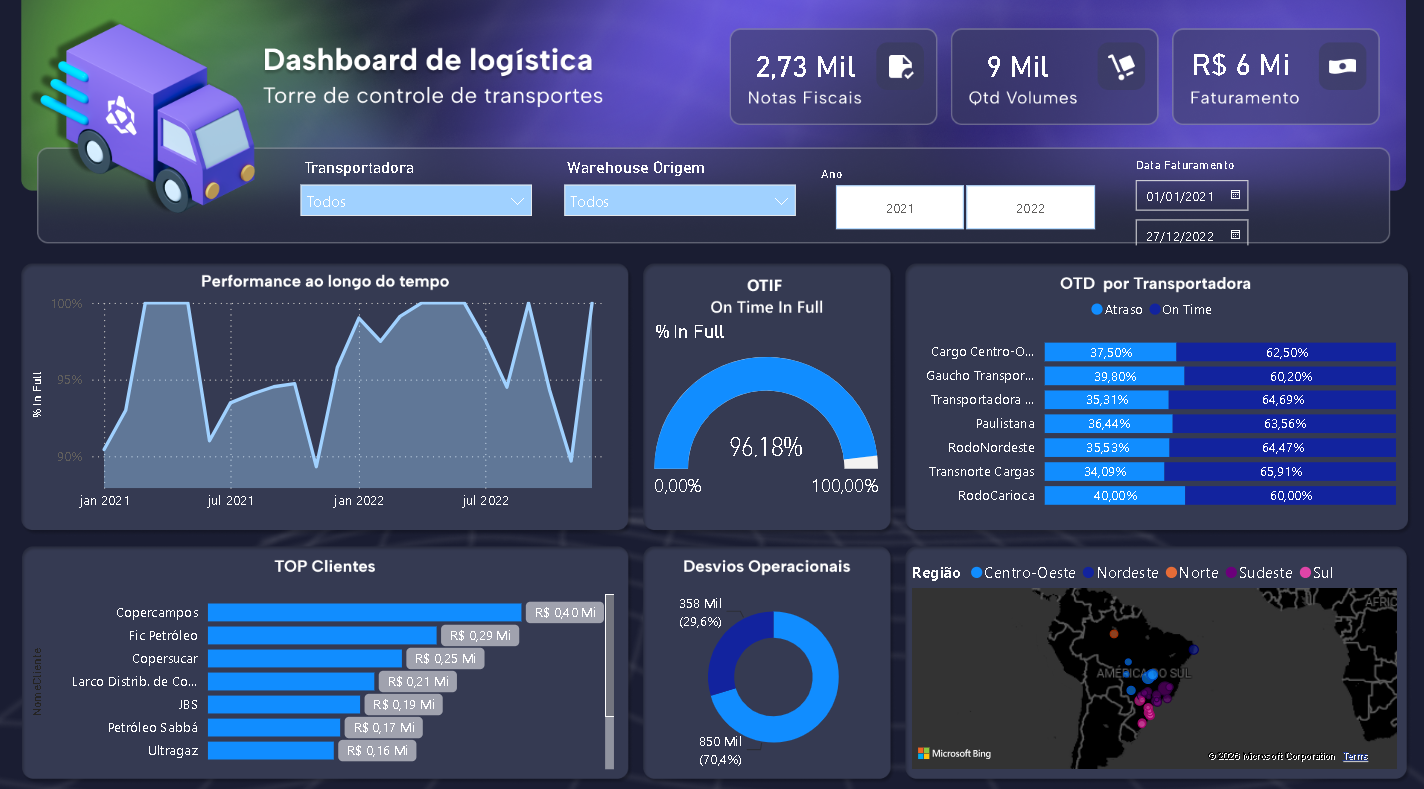 Dashboard de logística
Torre de controle de transportes
2,73 Mil
Notas Fiscais
9 Mil
Qtd Volumes
R$ 6 Mi
Faturamento
Transportadora
Todos
Warehouse Origem
Todos
Ano
2021
2022
Data Faturamento
01/01/2021
27/12/2022
Performance ao longo do tempo
% In Full
100%
95%
90%
jan 2021
jul 2021
jan 2022
jul 2022
OTIF
On Time In Full
% In Full
96,18%
0,00%
100,00%
OTD por Transportadora
Atraso
On Time
Cargo Centro-O...
37,50%
62,50%
Gaucho Transpor...
39,80%
60,20%
Transportadora ...
35,31%
64,69%
Paulistana
36,44%
63,56%
RodoNordeste
35,53%
64,47%
Transnorte Cargas
34,09%
65,91%
RodoCarioca
40,00%
60,00%
TOP Clientes
NomeCliente
Copercampos
R$ 0,40 Mi
Fic Petróleo
R$ 0,29 Mi
Copersucar
R$ 0,25 Mi
Larco Distrib. de Co...
R$ 0,21 Mi
JBS
R$ 0,19 Mi
Petróleo Sabbá
R$ 0,17 Mi
Ultragaz
R$ 0,16 Mi
Desvios Operacionais
358 Mil
(29,6%)
850 Mil
(70,4%)
Região
Centro-Oeste
Nordeste
Norte
Sudeste
Sul
AMÉRICA DO SUL
Microsoft Bing
© 2026 Microsoft Corporation
Terms